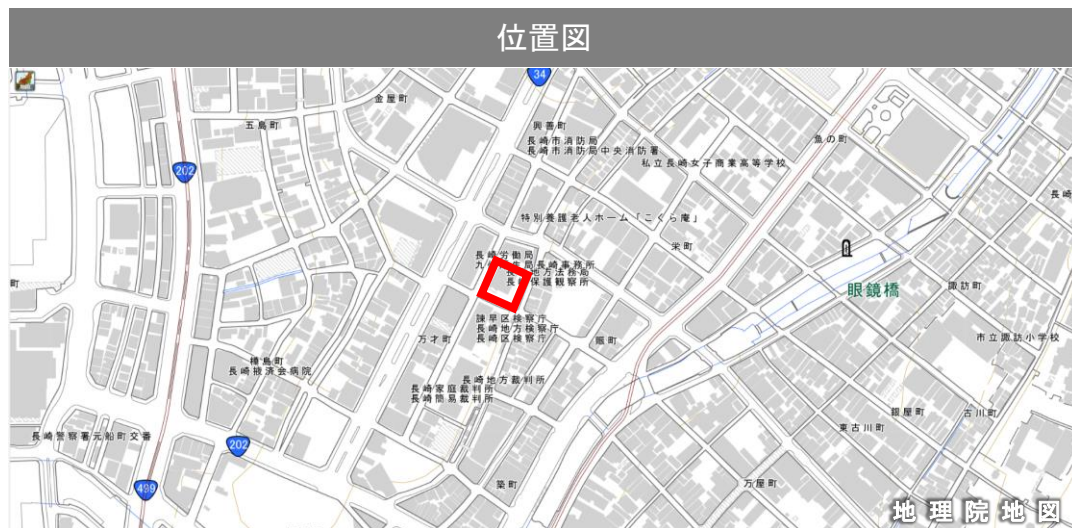 位置図
34
金屋町
五島町
興善町
長崎市消防局
長崎市消防局中央消防署
魚の町
私立長崎女子商業高等学校
202
長崎
特別養護老人ホーム「こくら庵」
栄町
長崎労働局
九 生局長崎事務所
長 地方法務局
長 保護観察所
町
眼鏡橋
諏訪町
諫早区検察庁
長崎地方検察庁
長崎区検察庁
万才町
賑町
市立諏訪小学校
樺島町
長崎掖済会病院
長崎地方裁判所
長崎家庭裁判所
長崎簡易裁判所
銀屋町
古川町
東古川町
長崎警察署元船町交番
202
499
築町
万屋町
地理院地図